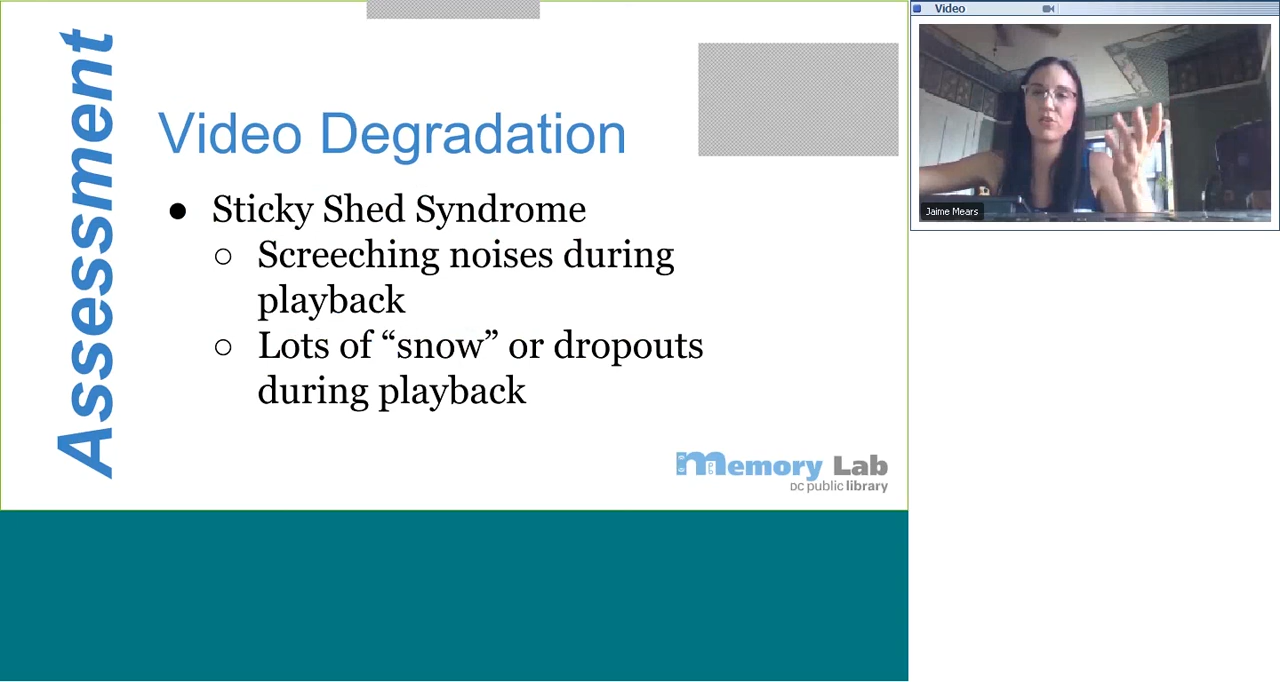 Assessment
Video Degradation
● Sticky Shed Syndrome
○ Screeching noises during
playback
○ Lots of “snow” or dropouts
during playback
memory Lab
DC public library
Video
Jaime Mears